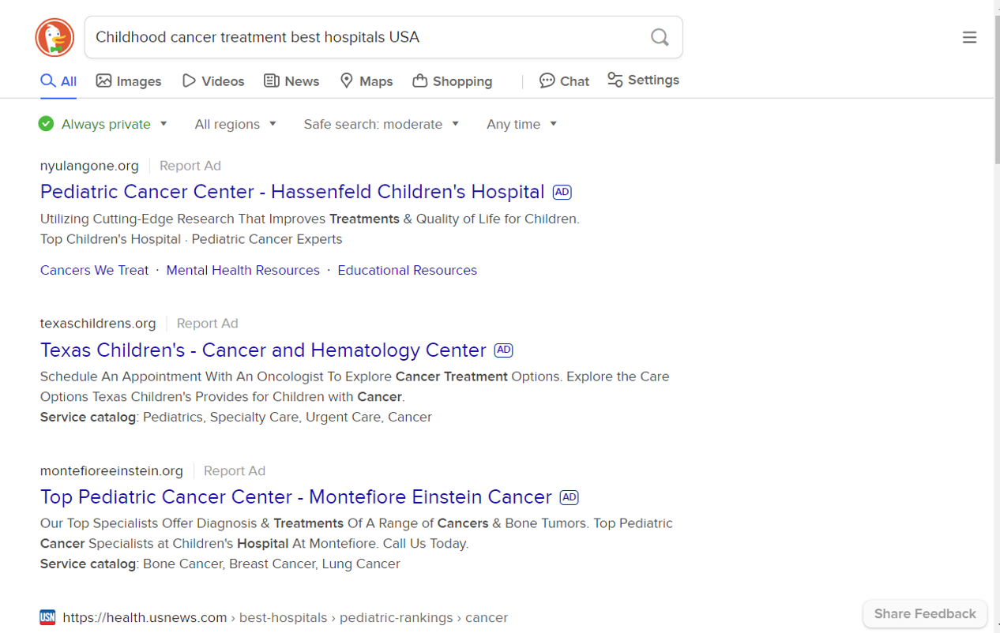 Childhood cancer treatment best hospitals USA
All Images Videos News Maps Shopping Chat Settings
Always private All regions Safe search: moderate Any time
nyulangone.org Report Ad
Pediatric Cancer Center - Hassenfeld Children's Hospital AD
Utilizing Cutting-Edge Research That Improves Treatments & Quality of Life for Children.
Top Children's Hospital · Pediatric Cancer Experts
Cancers We Treat · Mental Health Resources · Educational Resources
texaschildrens.org Report Ad
Texas Children's - Cancer and Hematology Center AD
Schedule An Appointment With An Oncologist To Explore Cancer Treatment Options. Explore the Care
Options Texas Children's Provides for Children with Cancer.
Service catalog: Pediatrics, Specialty Care, Urgent Care, Cancer
montefioreeinstein.org Report Ad
Top Pediatric Cancer Center - Montefiore Einstein Cancer AD
Our Top Specialists Offer Diagnosis & Treatments Of A Range of Cancers & Bone Tumors. Top Pediatric
Cancer Specialists at Children's Hospital At Montefiore. Call Us Today.
Service catalog: Bone Cancer, Breast Cancer, Lung Cancer
USN https://health.usnews.com › best-hospitals › pediatric-rankings › cancer
Share Feedback